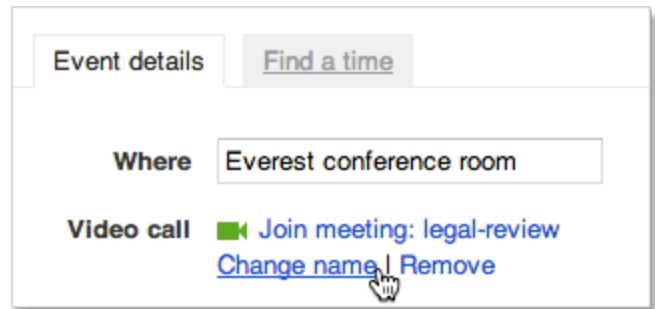 Event details Find a time
Where Everest conference room
Video call Join meeting: legal-review
Change name | Remove